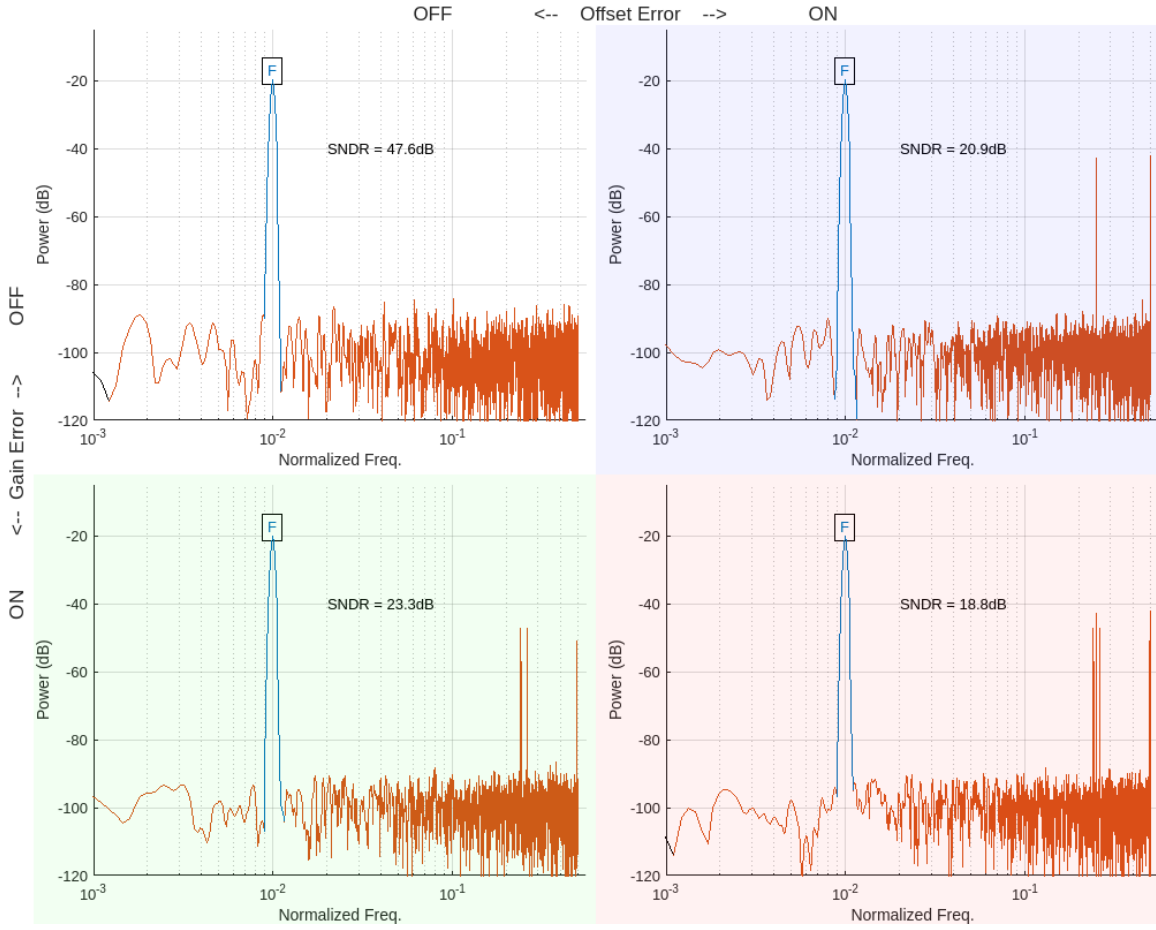 OFF <-- Offset Error --> ON
ON <-- Gain Error --> OFF
F
SNDR = 47.6dB
-20
-40
-60
-80
-100
-120
Power (dB)
10-3
10-2
10-1
Normalized Freq.
F
SNDR = 20.9dB
-20
-40
-60
-80
-100
-120
Power (dB)
10-3
10-2
10-1
Normalized Freq.
F
SNDR = 23.3dB
-20
-40
-60
-80
-100
-120
Power (dB)
10-3
10-2
10-1
Normalized Freq.
F
SNDR = 18.8dB
-20
-40
-60
-80
-100
-120
Power (dB)
10-3
10-2
10-1
Normalized Freq.